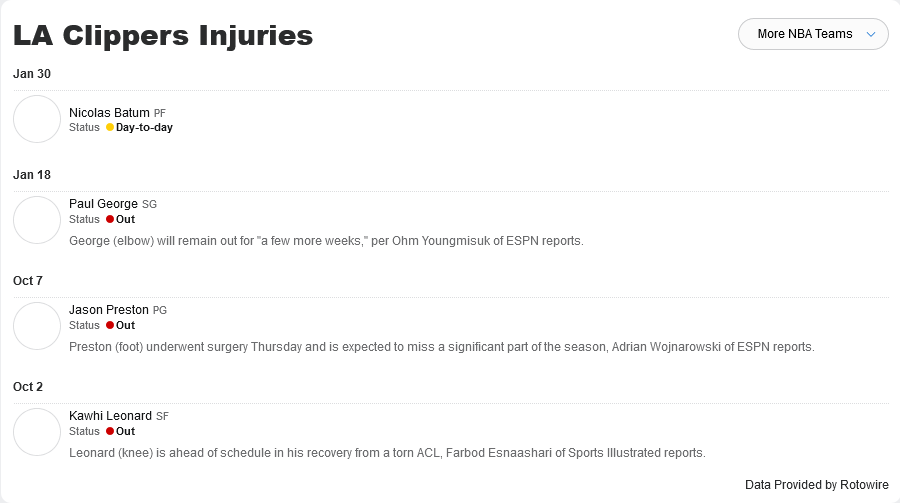 LA Clippers Injuries
More NBA Teams
Jan 30
Nicolas Batum PF
Status Day-to-day
Jan 18
Paul George SG
Status Out
George (elbow) will remain out for "a few more weeks," per Ohm Youngmisuk of ESPN reports.
Oct 7
Jason Preston PG
Status Out
Preston (foot) underwent surgery Thursday and is expected to miss a significant part of the season, Adrian Wojnarowski of ESPN reports.
Oct 2
Kawhi Leonard SF
Status Out
Leonard (knee) is ahead of schedule in his recovery from a torn ACL, Farbod Esnaashari of Sports Illustrated reports.
Data Provided by Rotowire